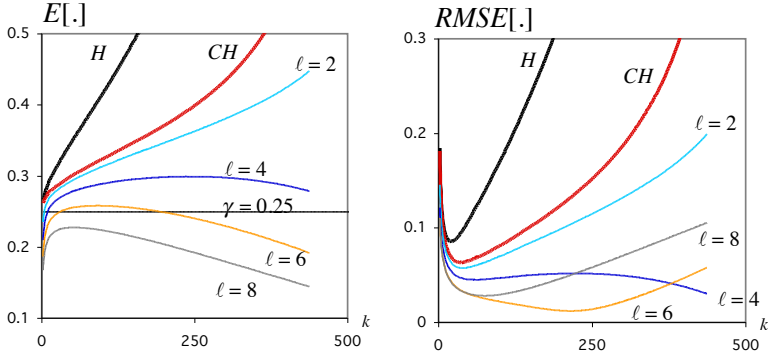 E[.]
0.5
0.4
0.3
0.2
0.1
0
250
500
k
H
CH
ℓ = 2
ℓ = 4
γ = 0.25
ℓ = 6
ℓ = 8
RMSE[.]
0.3
0.2
0.1
0
0
250
500
k
H
CH
ℓ = 2
ℓ = 8
ℓ = 4
ℓ = 6